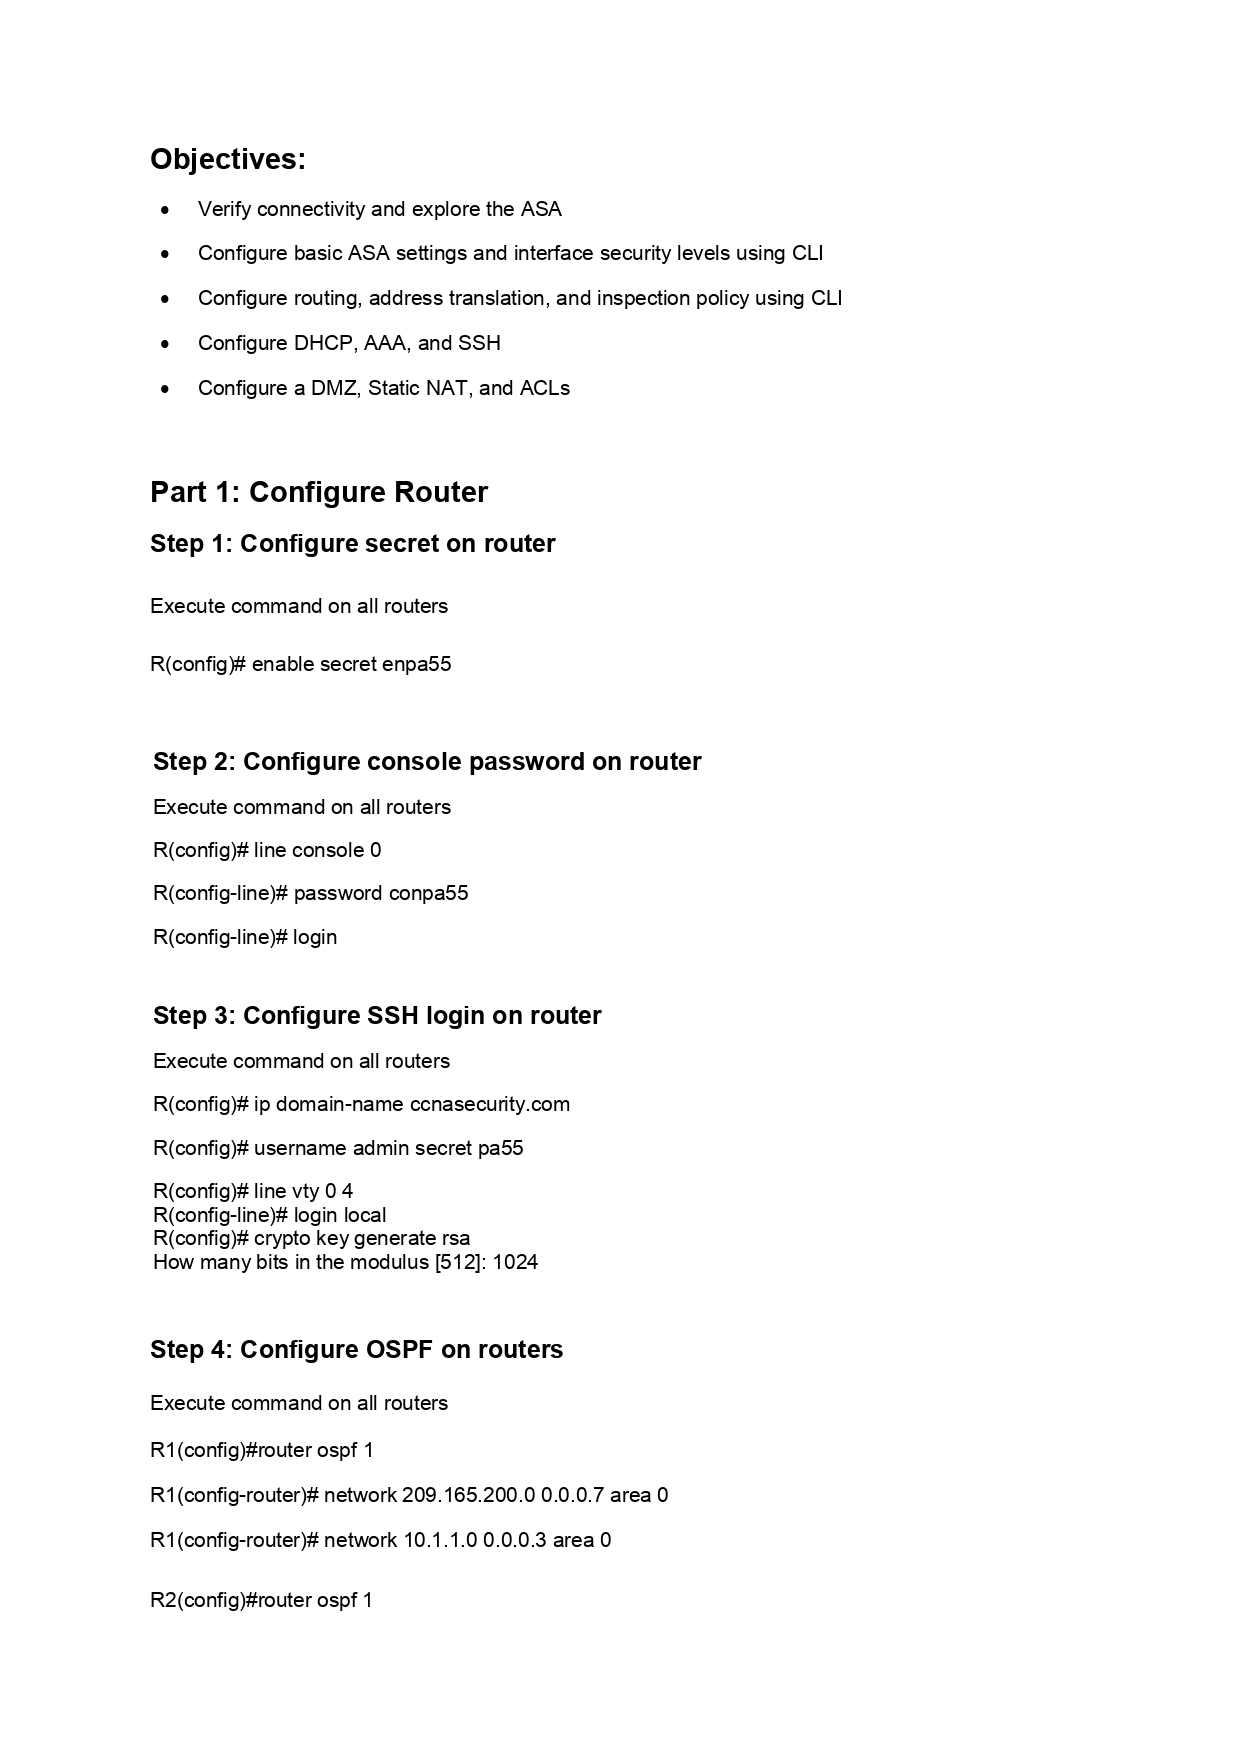 Objectives:
• Verify connectivity and explore the ASA
• Configure basic ASA settings and interface security levels using CLI
• Configure routing, address translation, and inspection policy using CLI
• Configure DHCP, AAA, and SSH
• Configure a DMZ, Static NAT, and ACLs
Part 1: Configure Router
Step 1: Configure secret on router
Execute command on all routers
R(config)# enable secret enpa55
Step 2: Configure console password on router
Execute command on all routers
R(config)# line console 0
R(config-line)# password conpa55
R(config-line)# login
Step 3: Configure SSH login on router
Execute command on all routers
R(config)# ip domain-name ccnasecurity.com
R(config)# username admin secret pa55
R(config)# line vty 0 4
R(config-line)# login local
R(config)# crypto key generate rsa
How many bits in the modulus [512]: 1024
Step 4: Configure OSPF on routers
Execute command on all routers
R1(config)#router ospf 1
R1(config-router)# network 209.165.200.0 0.0.0.7 area 0
R1(config-router)# network 10.1.1.0 0.0.0.3 area 0
R2(config)#router ospf 1